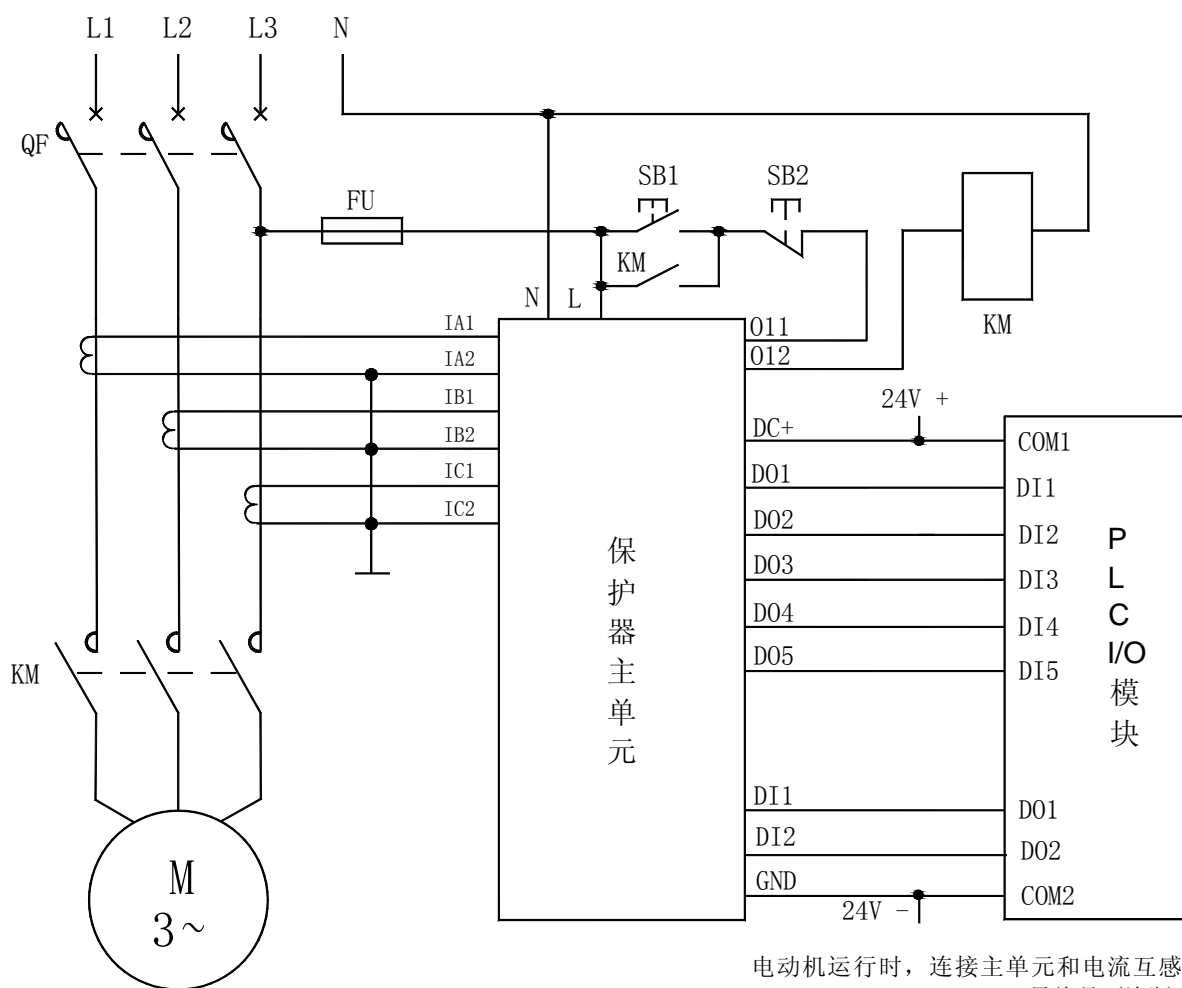 L1 L2 L3 N
QF
FU
SB1 SB2
KM
N L
KM
IA1
IA2
IB1
IB2
IC1
IC2
O11
O12
24V +
DC+
DO1
DO2
DO3
DO4
DO5
DI1
DI2
GND
24V -
保护器主单元
COM1
DI1
DI2
DI3
DI4
DI5
DO1
DO2
COM2
PLC
I/O
模块
KM
M
3~
电动机运行时，连接主单元和电流互感